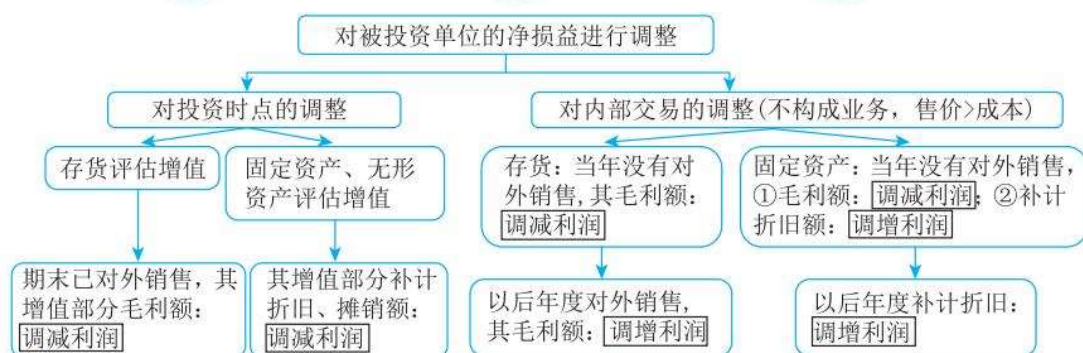 对被投资单位的净损益进行调整
对投资时点的调整
对内部交易的调整(不构成业务，售价>成本)
存货评估增值
固定资产、无形
资产评估增值
存货：当年没有对
外销售,其毛利额：
调减利润
固定资产：当年没有对外销售，
①毛利额：调减利润；②补计
折旧额：调增利润
期末已对外销售，其
增值部分毛利额：
调减利润
其增值部分补计
折旧、摊销额：
调减利润
以后年度对外销售,
其毛利额：调增利润
以后年度补计折旧：
调增利润